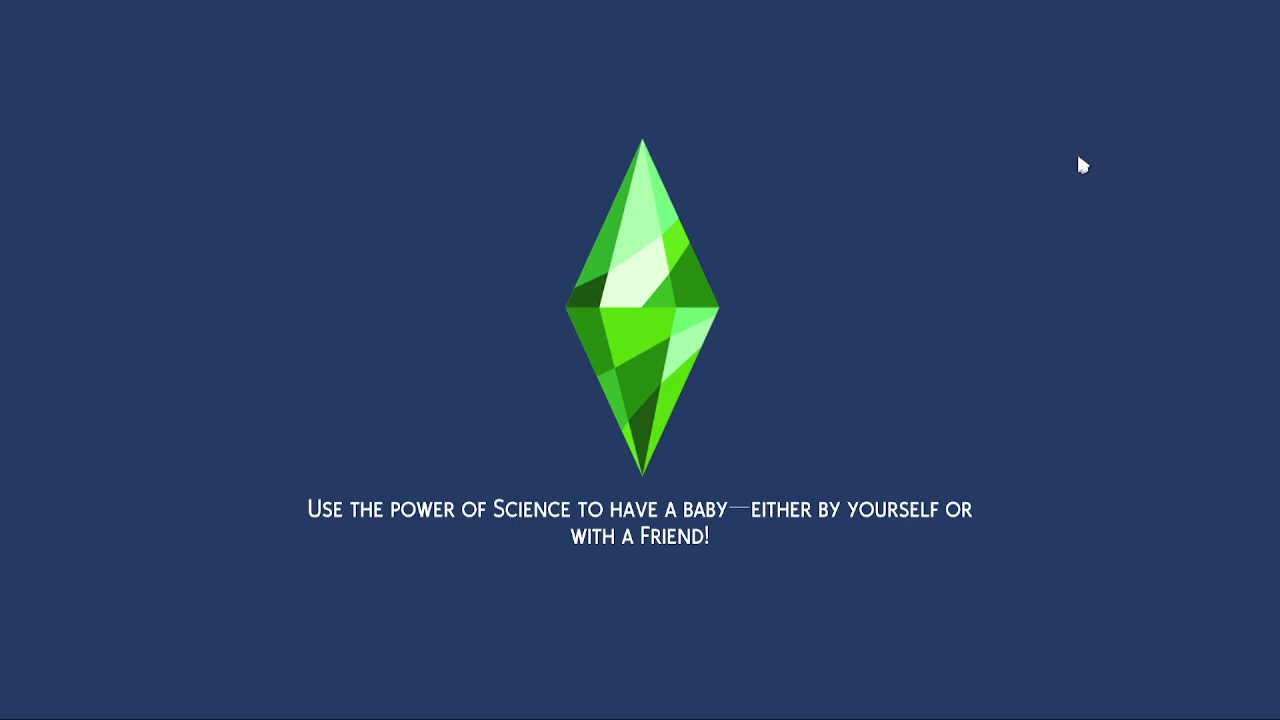 Use the power of Science to have a baby—either by yourself or
with a Friend!